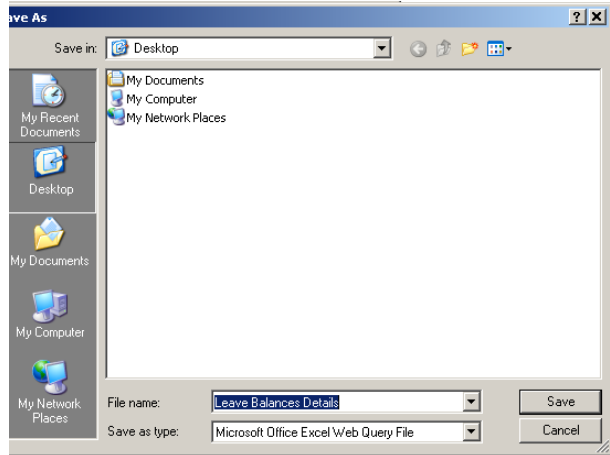 ave As
Save in: Desktop
My Documents
My Computer
My Network Places
My Recent
Documents
Desktop
My Documents
My Computer
My Network
Places
File name: Leave Balances Details Save
Save as type: Microsoft Office Excel Web Query File Cancel